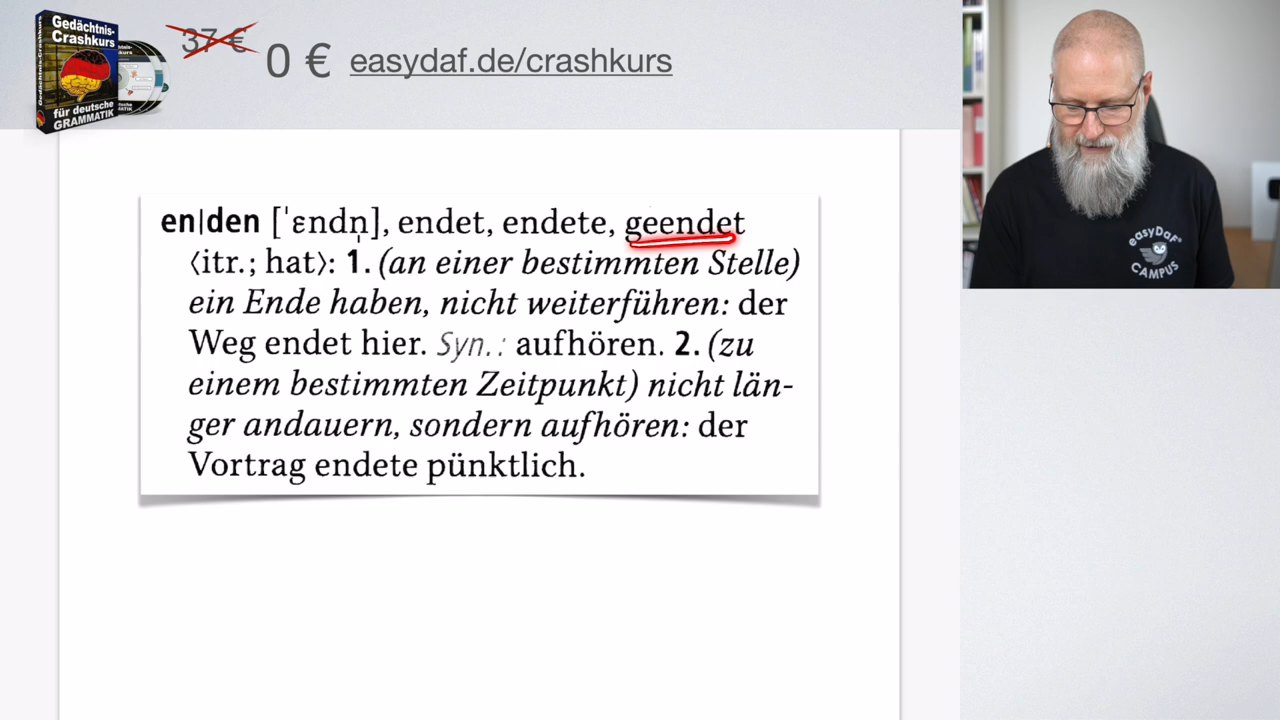 Gedächtnis-
Crashkurs
für deutsche
GRAMMATIK
37 €
0 € easydaf.de/crashkurs
en|den [ˈɛndn̩], endet, endete, geendet
〈itr.; hat〉: 1. (an einer bestimmten Stelle)
ein Ende haben, nicht weiterführen: der
Weg endet hier. Syn.: aufhören. 2. (zu
einem bestimmten Zeitpunkt) nicht län-
ger andauern, sondern aufhören: der
Vortrag endete pünktlich.
easyDaF®
CAMPUS